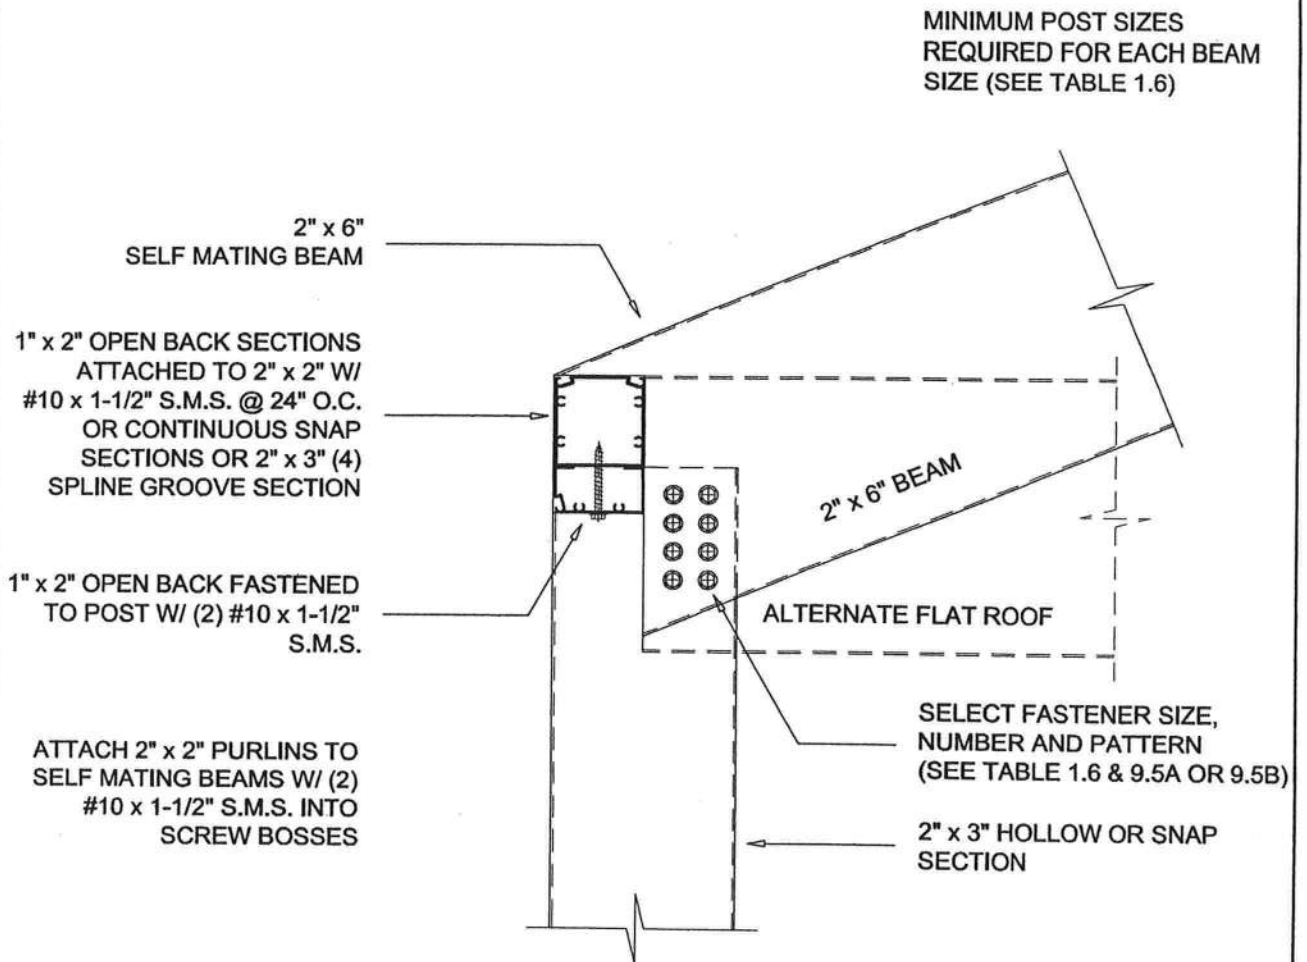 MINIMUM POST SIZES
REQUIRED FOR EACH BEAM
SIZE (SEE TABLE 1.6)
2" x 6"
SELF MATING BEAM
1" x 2" OPEN BACK SECTIONS
ATTACHED TO 2" x 2" W/
#10 x 1-1/2" S.M.S. @ 24" O.C.
OR CONTINUOUS SNAP
SECTIONS OR 2" x 3" (4)
SPLINE GROOVE SECTION
2" x 6" BEAM
1" x 2" OPEN BACK FASTENED
TO POST W/ (2) #10 x 1-1/2"
S.M.S.
ALTERNATE FLAT ROOF
ATTACH 2" x 2" PURLINS TO
SELF MATING BEAMS W/ (2)
#10 x 1-1/2" S.M.S. INTO
SCREW BOSSES
SELECT FASTENER SIZE,
NUMBER AND PATTERN
(SEE TABLE 1.6 & 9.5A OR 9.5B)
2" x 3" HOLLOW OR SNAP
SECTION